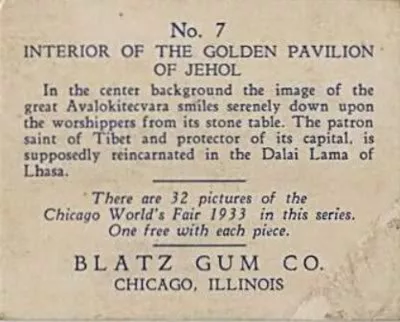 No. 7
INTERIOR OF THE GOLDEN PAVILION
OF JEHOL
In the center background the image of the
great Avalokitecvara smiles serenely down upon
the worshippers from its stone table. The patron
saint of Tibet and protector of its capital, is
supposedly reincarnated in the Dalai Lama of
Lhasa.
There are 32 pictures of the
Chicago World's Fair 1933 in this series.
One free with each piece.
BLATZ GUM CO.
CHICAGO, ILLINOIS